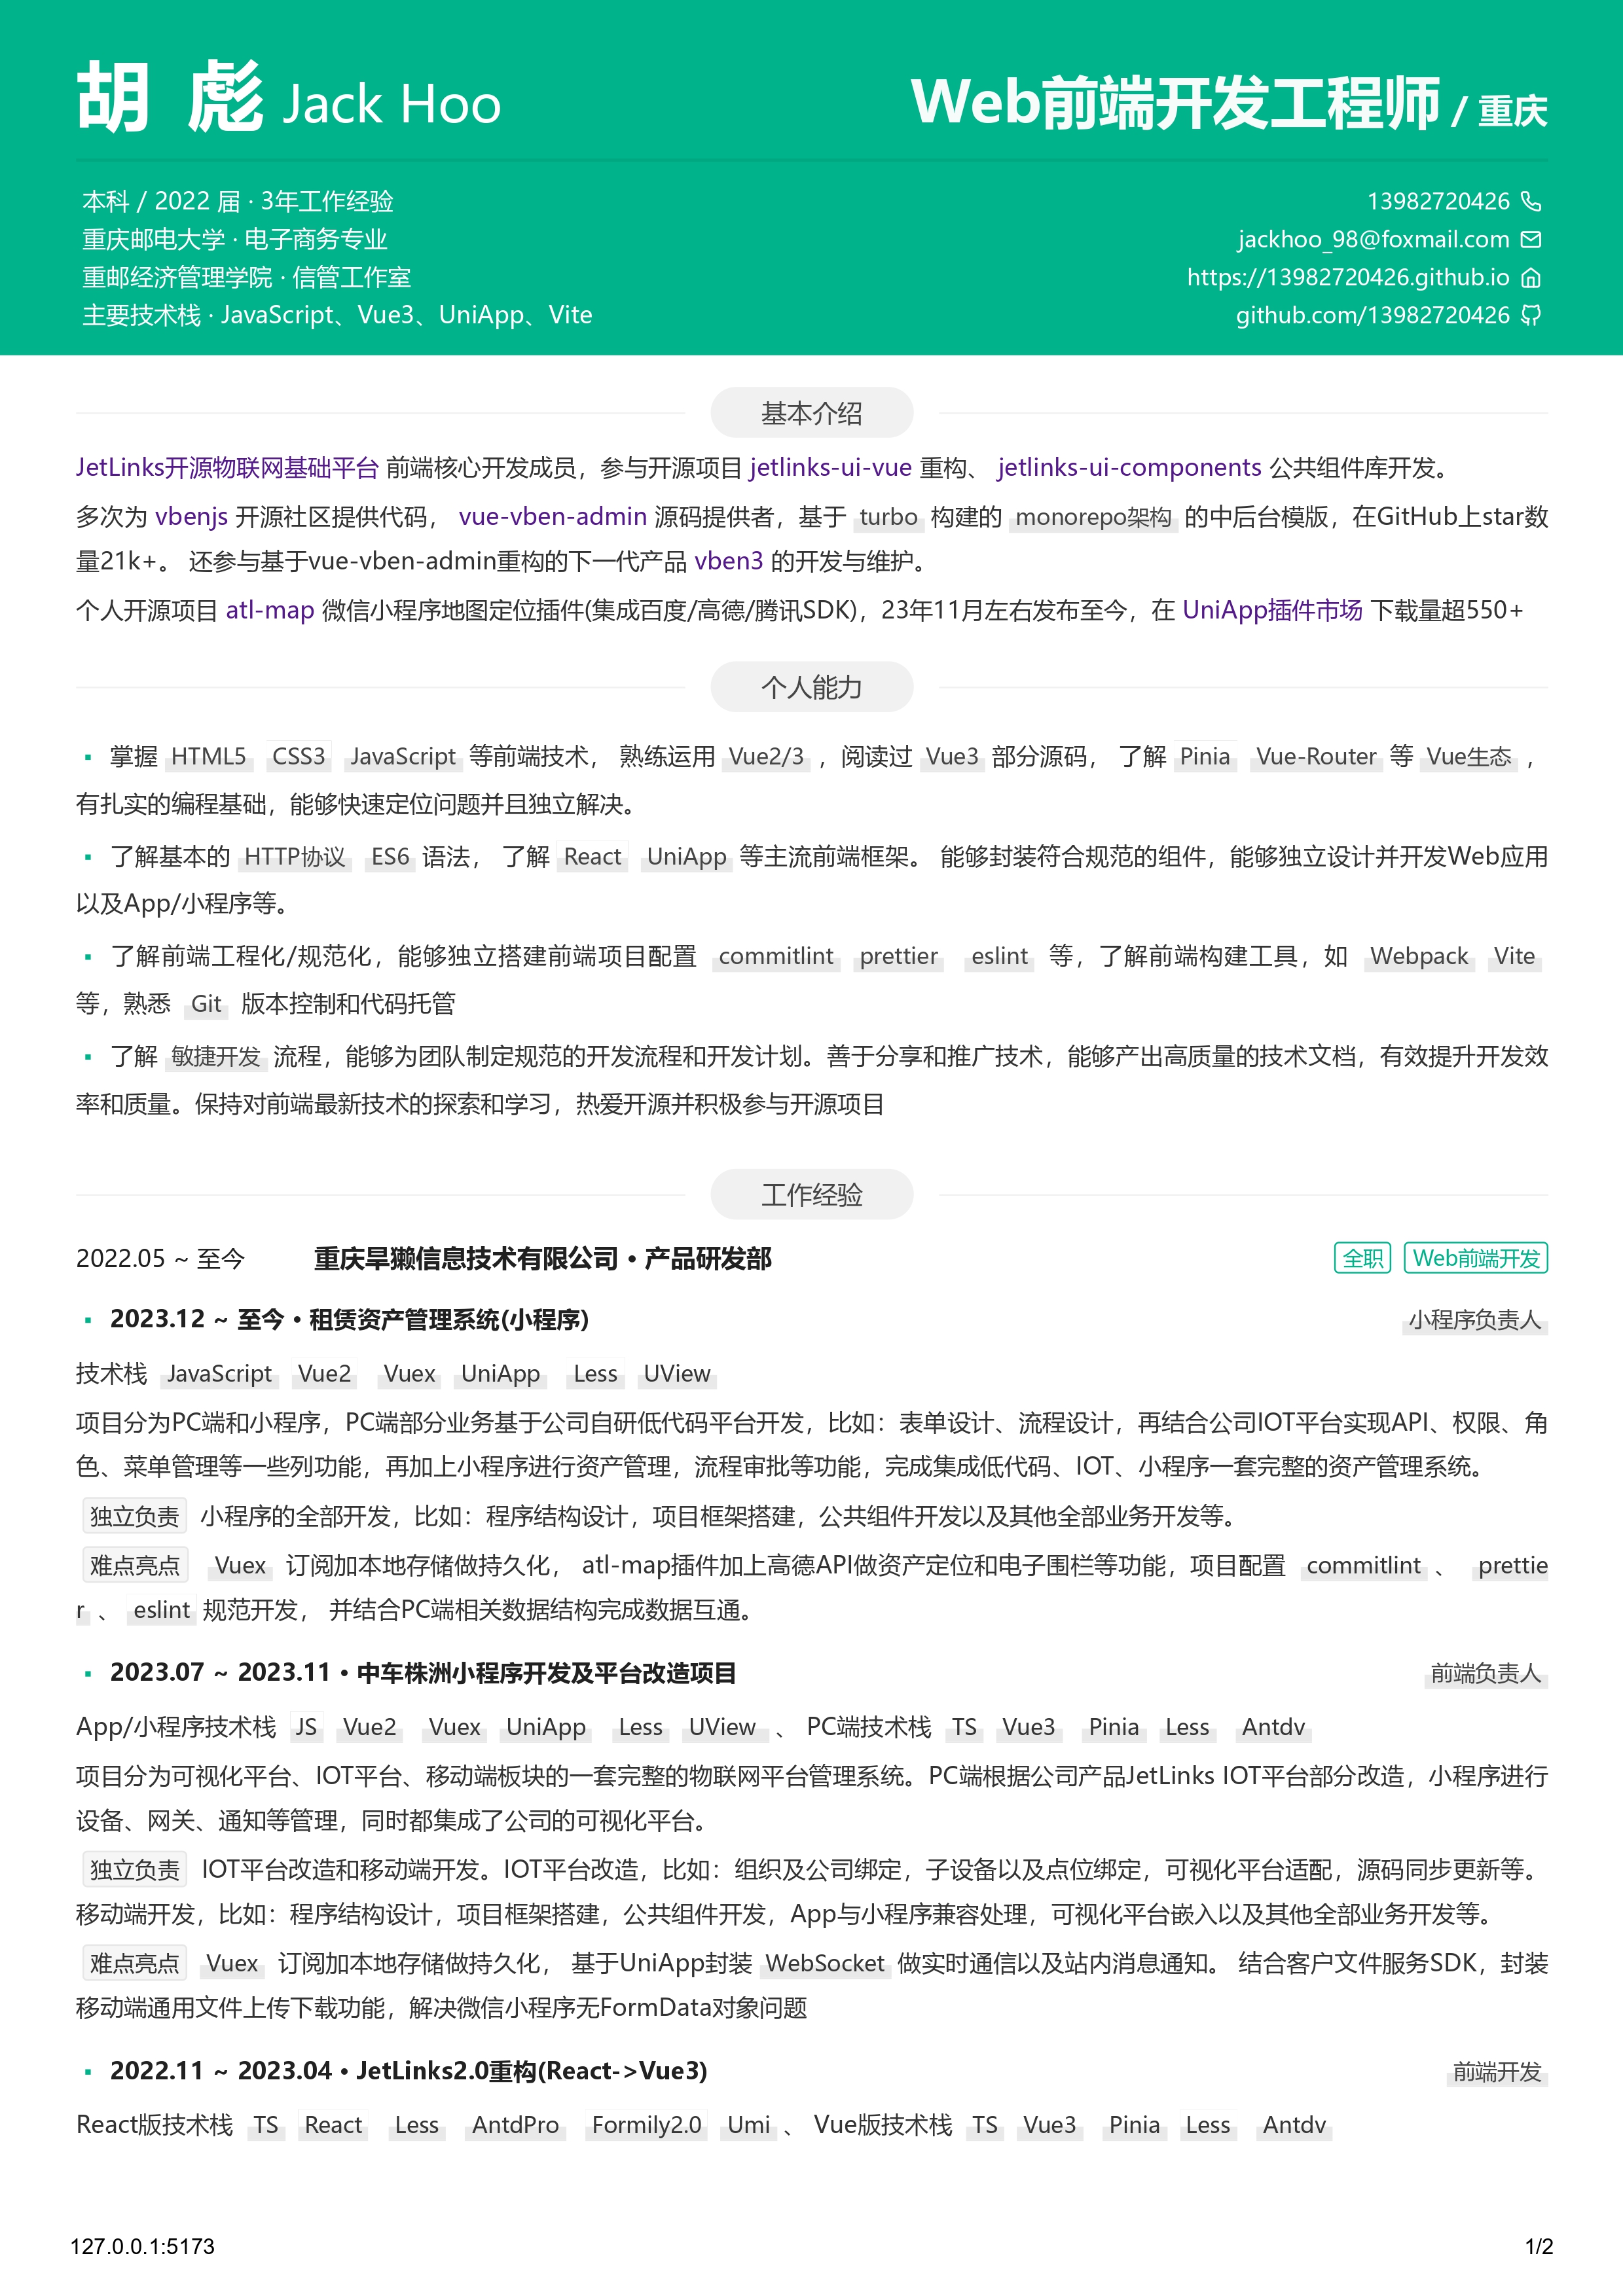 胡 彪 Jack Hoo
Web前端开发工程师 / 重庆
本科 / 2022 届 · 3年工作经验
13982720426
重庆邮电大学 · 电子商务专业
jackhoo_98@foxmail.com
重邮经济管理学院 · 信管工作室
https://13982720426.github.io
主要技术栈 · JavaScript、Vue3、UniApp、Vite
github.com/13982720426
基本介绍
JetLinks开源物联网基础平台 前端核心开发成员，参与开源项目 jetlinks-ui-vue 重构、 jetlinks-ui-components 公共组件库开发。
多次为 vbenjs 开源社区提供代码， vue-vben-admin 源码提供者，基于 turbo 构建的 monorepo架构 的中后台模版，在GitHub上star数
量21k+。 还参与基于vue-vben-admin重构的下一代产品 vben3 的开发与维护。
个人开源项目 atl-map 微信小程序地图定位插件(集成百度/高德/腾讯SDK)，23年11月左右发布至今，在 UniApp插件市场 下载量超550+
个人能力
▪ 掌握 HTML5 CSS3 JavaScript 等前端技术， 熟练运用 Vue2/3 ，阅读过 Vue3 部分源码， 了解 Pinia Vue-Router 等 Vue生态 ，
有扎实的编程基础，能够快速定位问题并且独立解决。
▪ 了解基本的 HTTP协议 ES6 语法， 了解 React UniApp 等主流前端框架。 能够封装符合规范的组件，能够独立设计并开发Web应用
以及App/小程序等。
▪ 了解前端工程化/规范化，能够独立搭建前端项目配置 commitlint prettier eslint 等，了解前端构建工具，如 Webpack Vite
等，熟悉 Git 版本控制和代码托管
▪ 了解 敏捷开发 流程，能够为团队制定规范的开发流程和开发计划。善于分享和推广技术，能够产出高质量的技术文档，有效提升开发效
率和质量。保持对前端最新技术的探索和学习，热爱开源并积极参与开源项目
工作经验
2022.05 ~ 至今 重庆旱獭信息技术有限公司 • 产品研发部 全职 Web前端开发
▪ 2023.12 ~ 至今 • 租赁资产管理系统(小程序) 小程序负责人
技术栈 JavaScript Vue2 Vuex UniApp Less UView
项目分为PC端和小程序，PC端部分业务基于公司自研低代码平台开发，比如：表单设计、流程设计，再结合公司IOT平台实现API、权限、角
色、菜单管理等一些列功能，再加上小程序进行资产管理，流程审批等功能，完成集成低代码、IOT、小程序一套完整的资产管理系统。
独立负责 小程序的全部开发，比如：程序结构设计，项目框架搭建，公共组件开发以及其他全部业务开发等。
难点亮点 Vuex 订阅加本地存储做持久化， atl-map插件加上高德API做资产定位和电子围栏等功能，项目配置 commitlint 、 prettie
r 、 eslint 规范开发， 并结合PC端相关数据结构完成数据互通。
▪ 2023.07 ~ 2023.11 • 中车株洲小程序开发及平台改造项目 前端负责人
App/小程序技术栈 JS Vue2 Vuex UniApp Less UView 、 PC端技术栈 TS Vue3 Pinia Less Antdv
项目分为可视化平台、IOT平台、移动端板块的一套完整的物联网平台管理系统。PC端根据公司产品JetLinks IOT平台部分改造，小程序进行
设备、网关、通知等管理，同时都集成了公司的可视化平台。
独立负责 IOT平台改造和移动端开发。IOT平台改造，比如：组织及公司绑定，子设备以及点位绑定，可视化平台适配，源码同步更新等。
移动端开发，比如：程序结构设计，项目框架搭建，公共组件开发，App与小程序兼容处理，可视化平台嵌入以及其他全部业务开发等。
难点亮点 Vuex 订阅加本地存储做持久化， 基于UniApp封装 WebSocket 做实时通信以及站内消息通知。 结合客户文件服务SDK，封装
移动端通用文件上传下载功能，解决微信小程序无FormData对象问题
▪ 2022.11 ~ 2023.04 • JetLinks2.0重构(React->Vue3) 前端开发
React版技术栈 TS React Less AntdPro Formily2.0 Umi 、 Vue版技术栈 TS Vue3 Pinia Less Antdv
127.0.0.1:5173
1/2